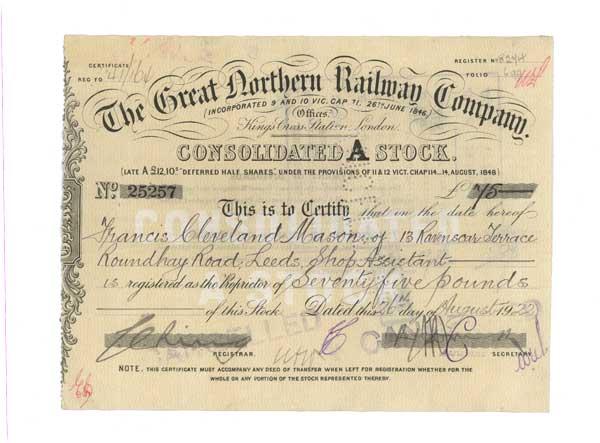 CERTIFICATE
REG FO
REGISTER Nº 8244
FOLIO
The Great Northern Railway Company.
(INCORPORATED 9 AND 10 VIC. CAP 71. 26TH JUNE 1846)
Offices.
King's Cross Station, London.
CONSOLIDATED A STOCK.
(LATE A £12.10s "DEFERRED HALF SHARES" UNDER THE PROVISIONS OF 11 & 12 VICT. CHAP 114.–14, AUGUST, 1848)
Nº 25257 £ 75
This is to Certify that on the date hereof
Francis Cleveland Mason, of 13 Ravenscar Terrace
Roundhay Road, Leeds, Shop Assistant
is registered as the Proprietor of Seventy five pounds
of this Stock. Dated this day of August 1922
CANCELLED
REGISTRAR. SECRETARY
NOTE, THIS CERTIFICATE MUST ACCOMPANY ANY DEED OF TRANSFER WHEN LEFT FOR REGISTRATION WHETHER FOR THE
WHOLE OR ANY PORTION OF THE STOCK REPRESENTED THEREBY.